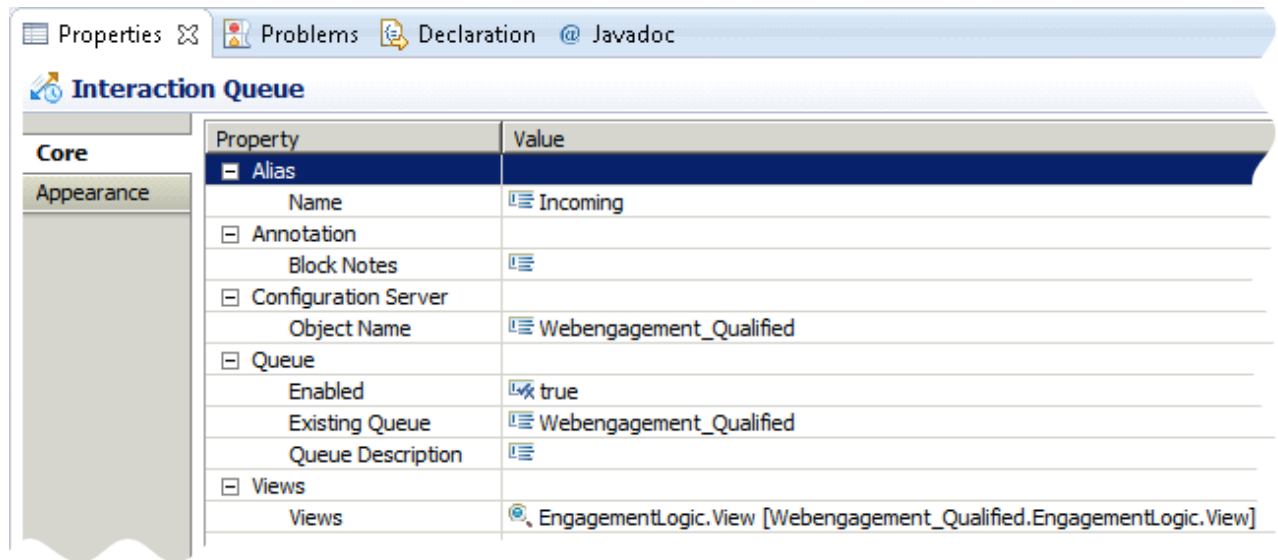 Properties Problems Declaration @ Javadoc
Interaction Queue
Core
Appearance
Property Value
Alias
Name Incoming
Annotation
Block Notes
Configuration Server
Object Name Webengagement_Qualified
Queue
Enabled true
Existing Queue Webengagement_Qualified
Queue Description
Views
Views EngagementLogic.View [Webengagement_Qualified.EngagementLogic.View]